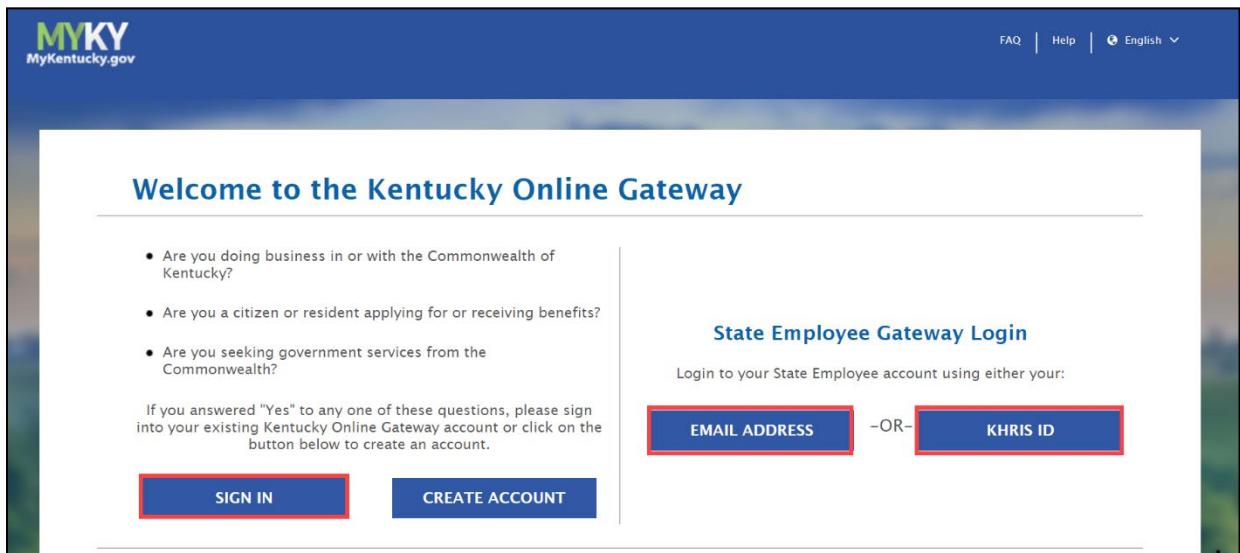 MYKY
MyKentucky.gov
FAQ
Help
English
Welcome to the Kentucky Online Gateway
Are you doing business in or with the Commonwealth of
Kentucky?
Are you a citizen or resident applying for or receiving benefits?
Are you seeking government services from the
Commonwealth?
If you answered "Yes" to any one of these questions, please sign
into your existing Kentucky Online Gateway account or click on the
button below to create an account.
SIGN IN
CREATE ACCOUNT
State Employee Gateway Login
Login to your State Employee account using either your:
EMAIL ADDRESS
-OR-
KHRIS ID